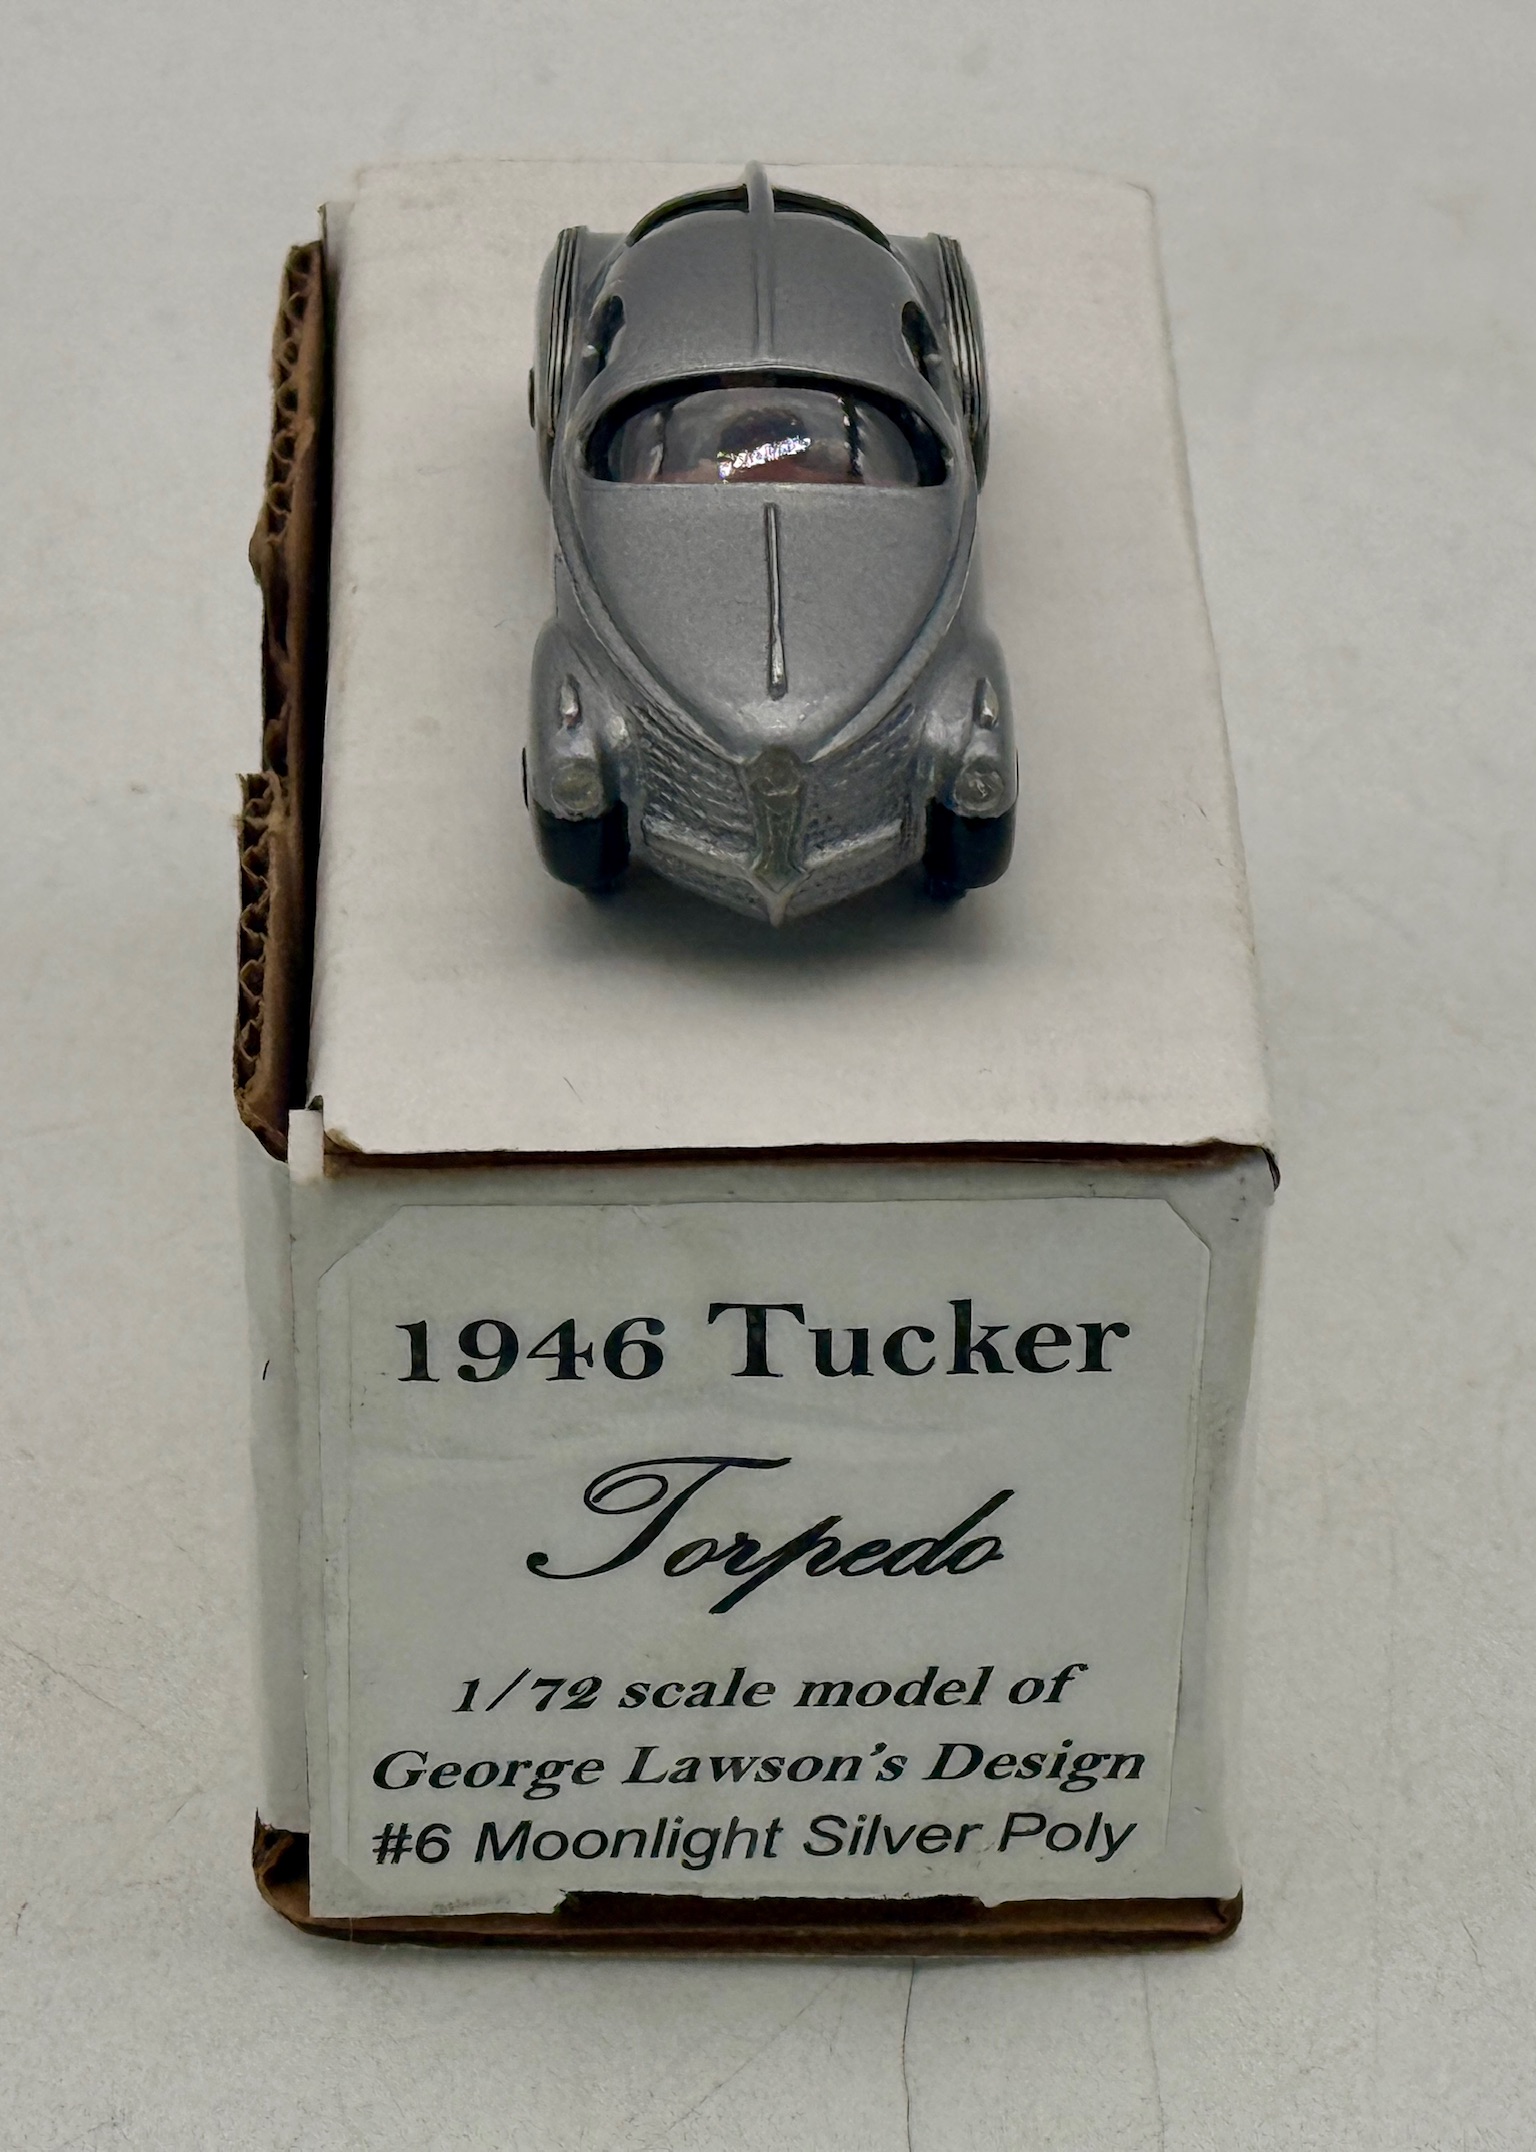 1946 Tucker
Torpedo
1/72 scale model of
George Lawson's Design
#6 Moonlight Silver Poly